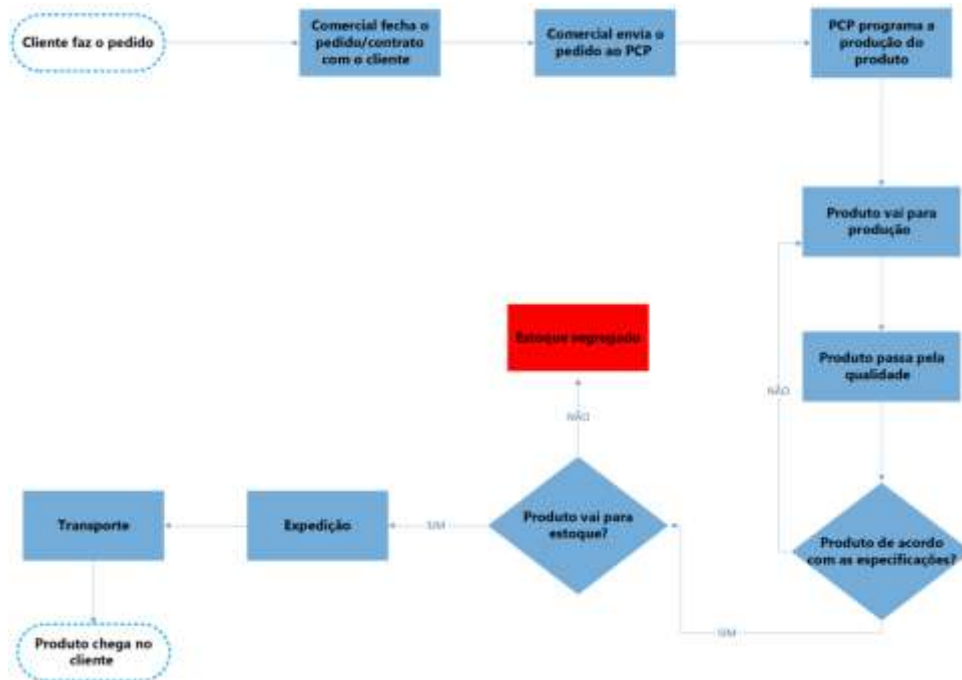 Cliente faz o pedido
Comercial fecha o
pedido/contrato
com o cliente
Comercial envia o
pedido ao PCP
PCP programa a
produção do
produto
Produto vai para
produção
Estoque segregado
Produto passa pela
qualidade
NÃO
NÃO
Transporte
Expedição
SIM
Produto vai para
estoque?
Produto de acordo
com as especificações?
SIM
Produto chega no
cliente